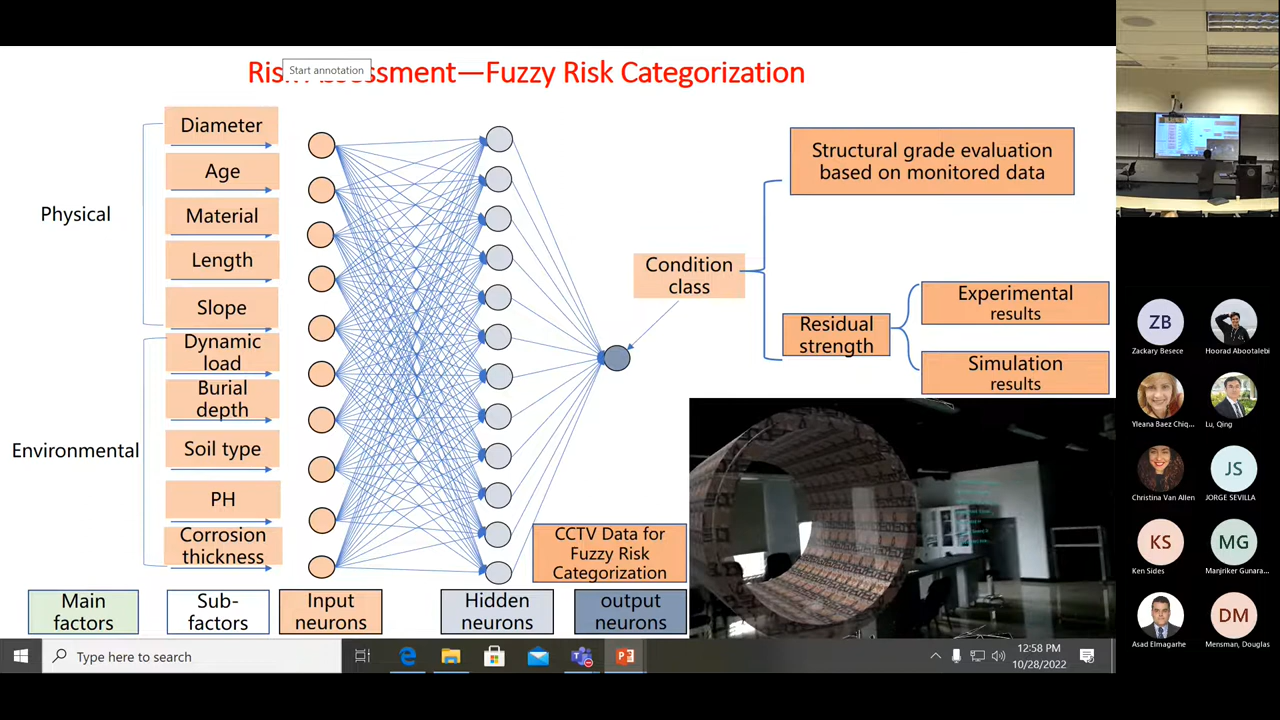 Risk Assessment—Fuzzy Risk Categorization
Start annotation
Physical
Diameter
Age
Material
Length
Slope
Environmental
Dynamic
load
Burial
depth
Soil type
PH
Corrosion
thickness
Main
factors
Sub-
factors
Input
neurons
Hidden
neurons
output
neurons
CCTV Data for
Fuzzy Risk
Categorization
Condition
class
Structural grade evaluation
based on monitored data
Residual
strength
Experimental
results
Simulation
results
ZB
Zackary Besece
Hoorad Abootalebi
Yleana Baez Chiq...
Lu, Qing
Christina Van Allen
JS
JORGE SEVILLA
KS
Ken Sides
MG
Manjriker Gunara...
Asad Elmagarhe
DM
Mensman, Douglas
Type here to search
12:58 PM
10/28/2022